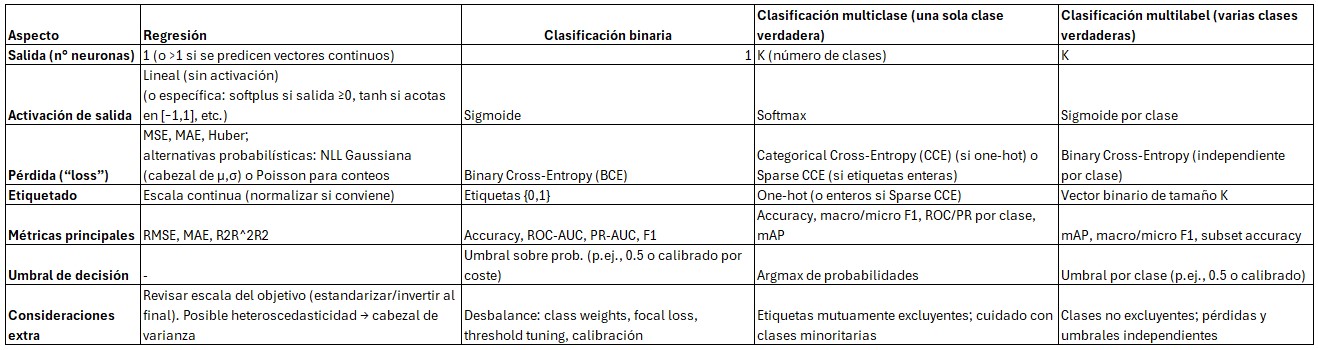 Aspecto
Regresión
Clasificación binaria
Clasificación multiclase (una sola clase
verdadera)
Clasificación multilabel (varias clases
verdaderas)
Salida (n° neuronas)
1 (o >1 si se predicen vectores continuos)
1
K (número de clases)
K
Activación de salida
Lineal (sin activación)
(o específica: softplus si salida ≥0, tanh si acotas
en [−1,1], etc.)
Sigmoide
Softmax
Sigmoide por clase
Pérdida (“loss”)
MSE, MAE, Huber;
alternativas probabilísticas: NLL Gaussiana
(cabezal de μ,σ) o Poisson para conteos
Binary Cross-Entropy (BCE)
Categorical Cross-Entropy (CCE) (si one-hot) o
Sparse CCE (si etiquetas enteras)
Binary Cross-Entropy (independiente
por clase)
Etiquetado
Escala continua (normalizar si conviene)
Etiquetas {0,1}
One-hot (o enteros si Sparse CCE)
Vector binario de tamaño K
Métricas principales
RMSE, MAE, R2R^2R2
Accuracy, ROC-AUC, PR-AUC, F1
Accuracy, macro/micro F1, ROC/PR por clase,
mAP
mAP, macro/micro F1, subset accuracy
Umbral de decisión
-
Umbral sobre prob. (p.ej., 0.5 o calibrado por
coste)
Argmax de probabilidades
Umbral por clase (p.ej., 0.5 o calibrado)
Consideraciones
extra
Revisar escala del objetivo (estandarizar/invertir al
final). Posible heteroscedasticidad → cabezal de
varianza
Desbalance: class weights, focal loss,
threshold tuning, calibración
Etiquetas mutuamente excluyentes; cuidado con
clases minoritarias
Clases no excluyentes; pérdidas y
umbrales independientes